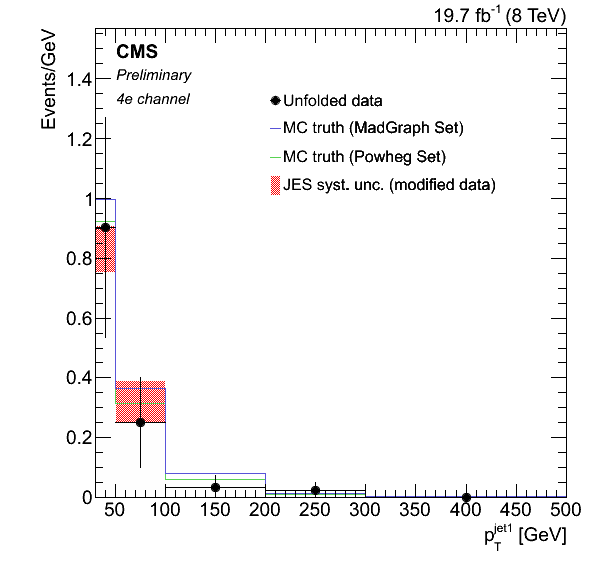 19.7 fb⁻¹ (8 TeV)
Events/GeV
CMS
Preliminary
4e channel
Unfolded data
MC truth (MadGraph Set)
MC truth (Powheg Set)
JES syst. unc. (modified data)
1.4
1.2
1
0.8
0.6
0.4
0.2
0
50 100 150 200 250 300 350 400 450 500
p_T^jet1 [GeV]